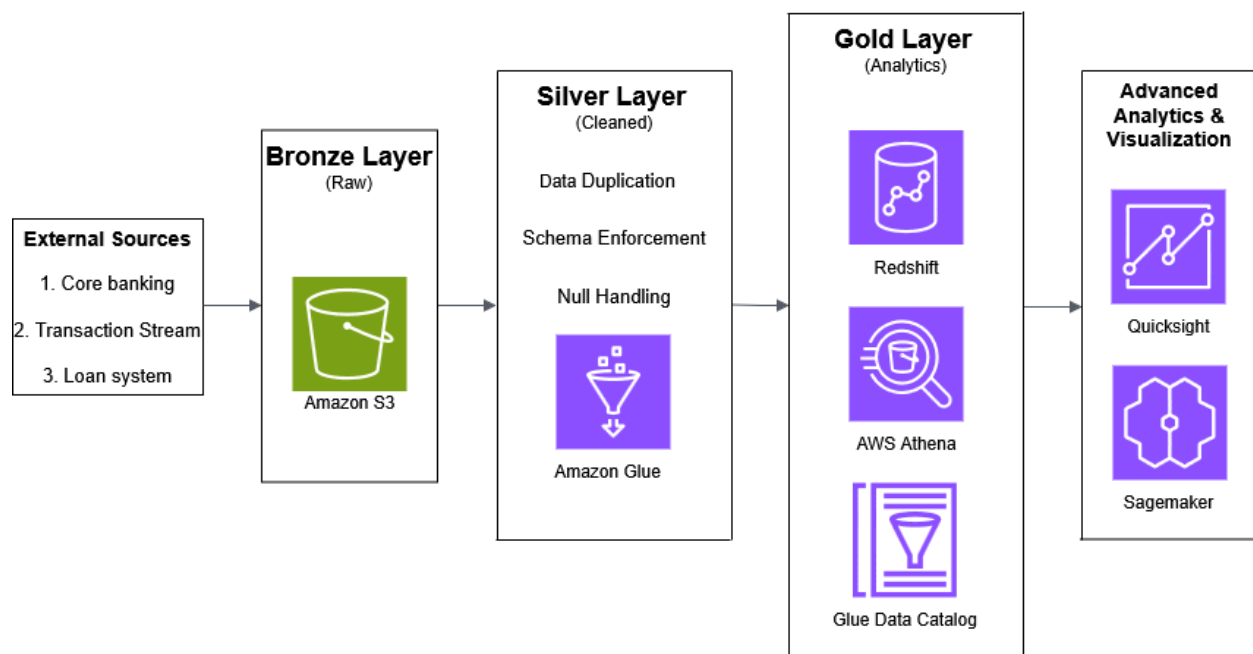 External Sources
1. Core banking
2. Transaction Stream
3. Loan system
Bronze Layer
(Raw)
Amazon S3
Silver Layer
(Cleaned)
Data Duplication
Schema Enforcement
Null Handling
Amazon Glue
Gold Layer
(Analytics)
Redshift
AWS Athena
Glue Data Catalog
Advanced
Analytics &
Visualization
Quicksight
Sagemaker